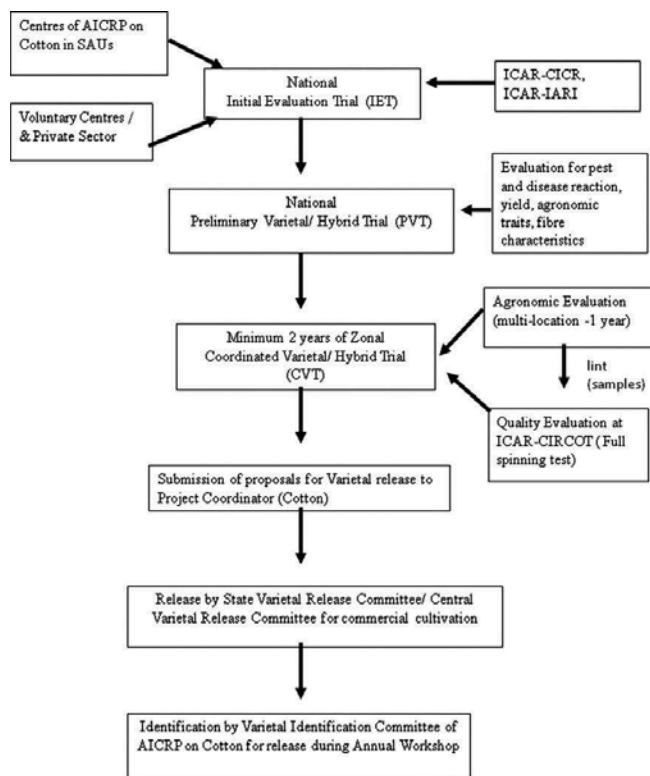 Centres of AICRP on
Cotton in SAUs
National
Initial Evaluation Trial (IET)
ICAR-CICR,
ICAR-IARI
Voluntary Centres /
& Private Sector
Evaluation for pest
and disease reaction,
yield, agronomic
traits, fibre
characteristics
National
Preliminary Varietal/ Hybrid Trial (PVT)
Agronomic Evaluation
(multi-location -1 year)
Minimum 2 years of Zonal
Coordinated Varietal/ Hybrid Trial
(CVT)
lint
(samples)
Quality Evaluation at
ICAR-CIRCOT ( Full
spinning test)
Submission of proposals for Varietal release to
Project Coordinator (Cotton)
Release by State Varietal Release Committee/ Central
Varietal Release Committee for commercial cultivation
Identification by Varietal Identification Committee of
AICRP on Cotton for release during Annual Workshop